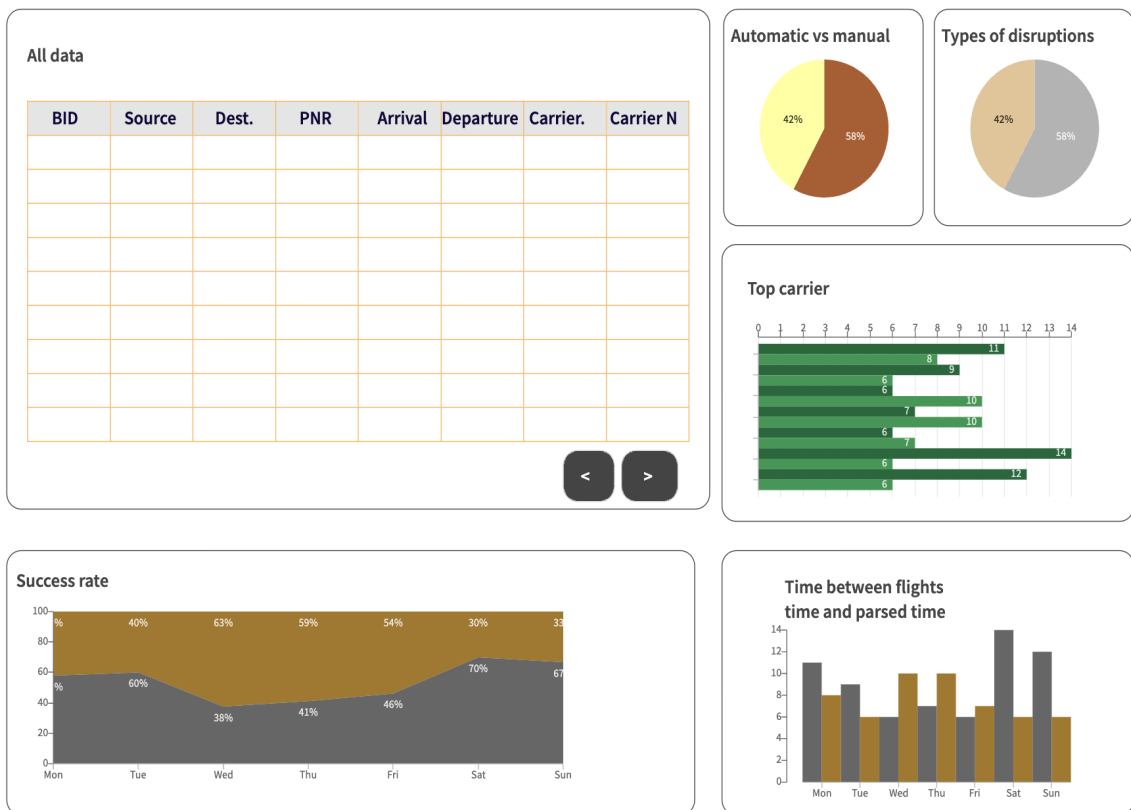 All data
BID Source Dest. PNR Arrival Departure Carrier. Carrier N
< >
Automatic vs manual
42% 58%
Types of disruptions
42% 58%
Top carrier
0 1 2 3 4 5 6 7 8 9 10 11 12 13 14
11
8
9
6
6
10
7
10
6
7
14
6
12
6
Success rate
100
80
60
40
20
0
% 40% 63% 59% 54% 30% 33
% 60% 38% 41% 46% 70% 67
Mon Tue Wed Thu Fri Sat Sun
Time between flights
time and parsed time
14
12
10
8
6
4
2
0
Mon Tue Wed Thu Fri Sat Sun